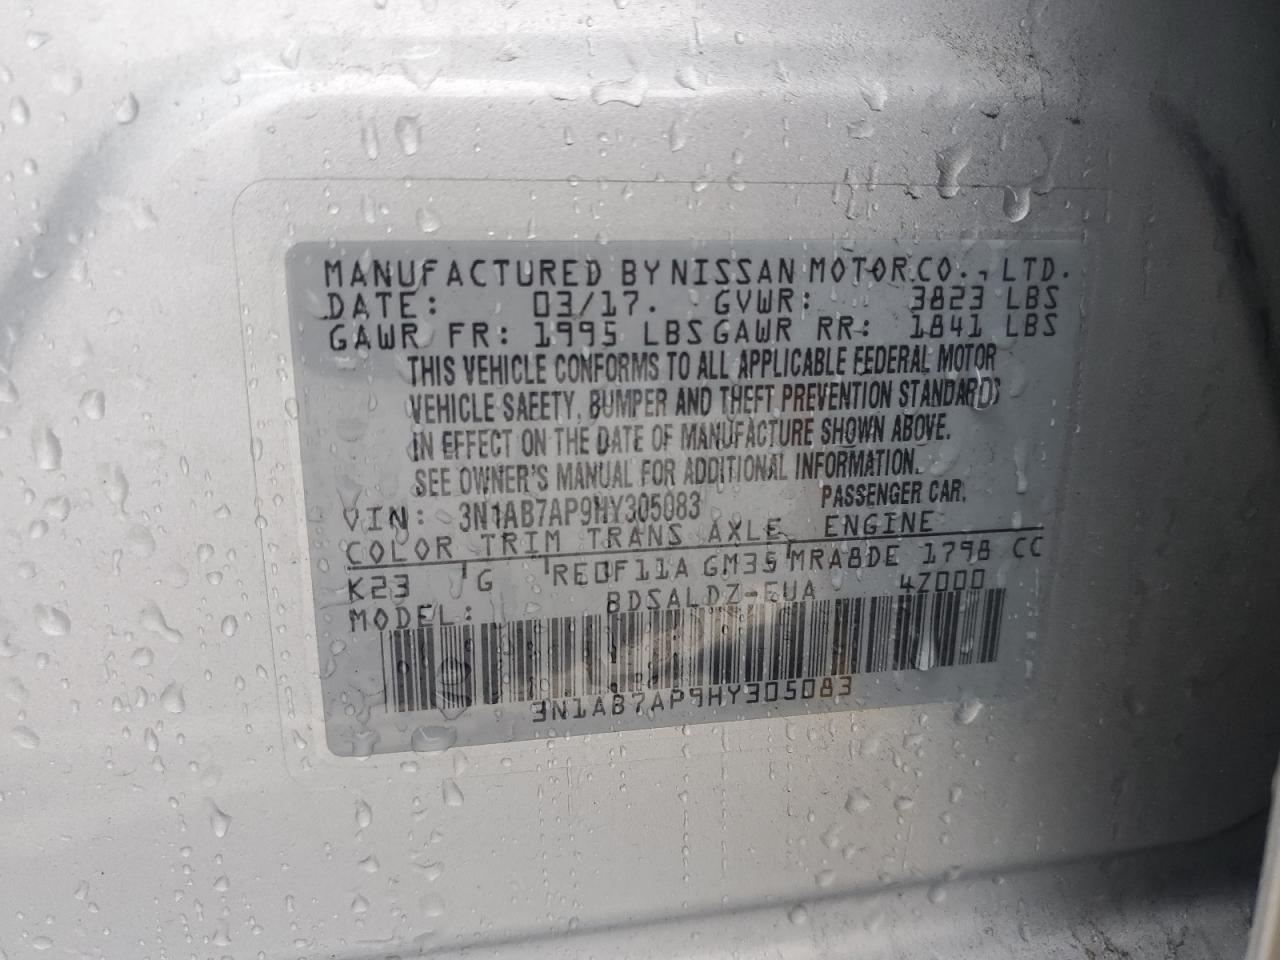 MANUFACTURED BY NISSAN MOTOR CO., LTD.
DATE: 03/17. GVWR: 3823 LBS
GAWR FR: 1995 LBS GAWR RR: 1841 LBS
THIS VEHICLE CONFORMS TO ALL APPLICABLE FEDERAL MOTOR
VEHICLE SAFETY, BUMPER AND THEFT PREVENTION STANDARDS
IN EFFECT ON THE DATE OF MANUFACTURE SHOWN ABOVE.
SEE OWNER'S MANUAL FOR ADDITIONAL INFORMATION.
PASSENGER CAR.
VIN: 3N1AB7AP9HY305083
COLOR TRIM TRANS AXLE ENGINE
K23 G RE0F11A GM35 MRA8DE 1798 CC
MODEL: BDSALDZ-EUA 4Z000
3N1AB7AP9HY305083